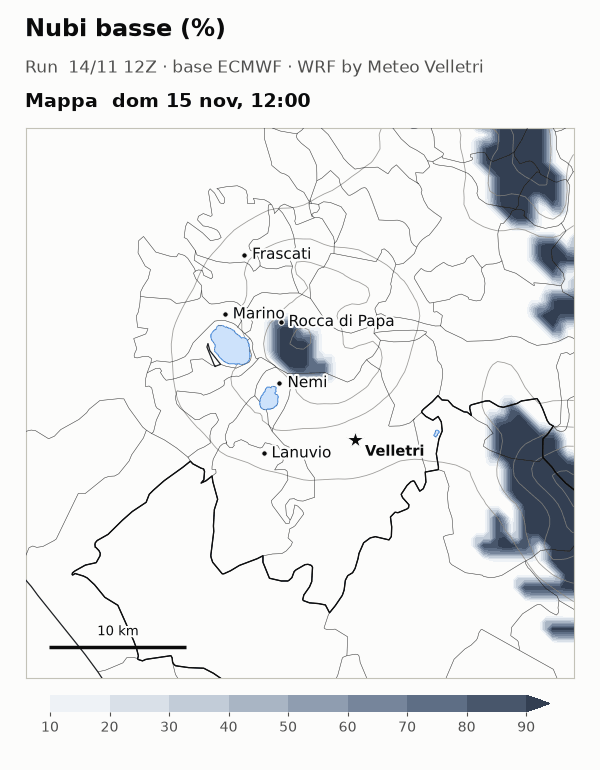 Nubi basse (%)
Run  14/11 12Z · base ECMWF · WRF by Meteo Velletri
Mappa  dom 15 nov, 12:00
Frascati
Marino
Rocca di Papa
Nemi
Velletri
Lanuvio
10 km
10 20 30 40 50 60 70 80 90